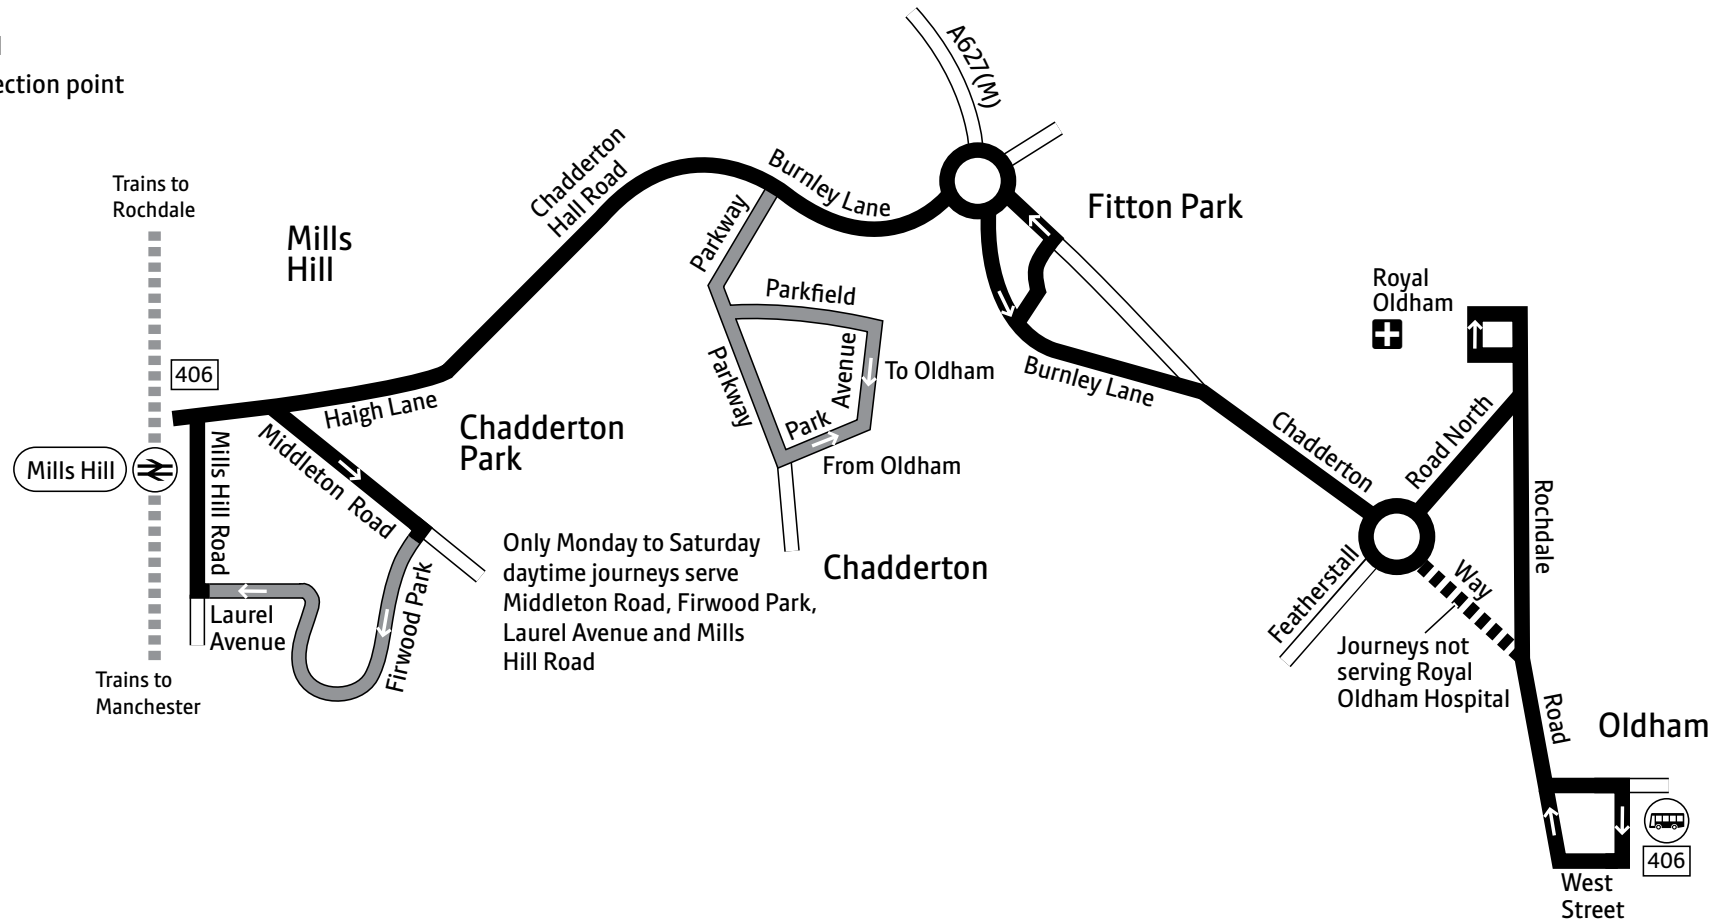 ection point
Trains to
Rochdale
Mills
Hill
406
Mills Hill
Trains to
Manchester
Mills Hill Road
Laurel
Avenue
Middleton Road
Haigh Lane
Firwood Park
Chadderton
Park
Only Monday to Saturday
daytime journeys serve
Middleton Road, Firwood Park,
Laurel Avenue and Mills
Hill Road
Chadderton
Hall Road
Burnley Lane
Parkway
Parkfield
Avenue
Parkway
Park
To Oldham
From Oldham
Chadderton
A627(M)
Fitton Park
Burnley Lane
Chadderton
Way
Featherstall
Road North
Royal
Oldham
Rochdale
Road
Journeys not
serving Royal
Oldham Hospital
Oldham
406
West
Street